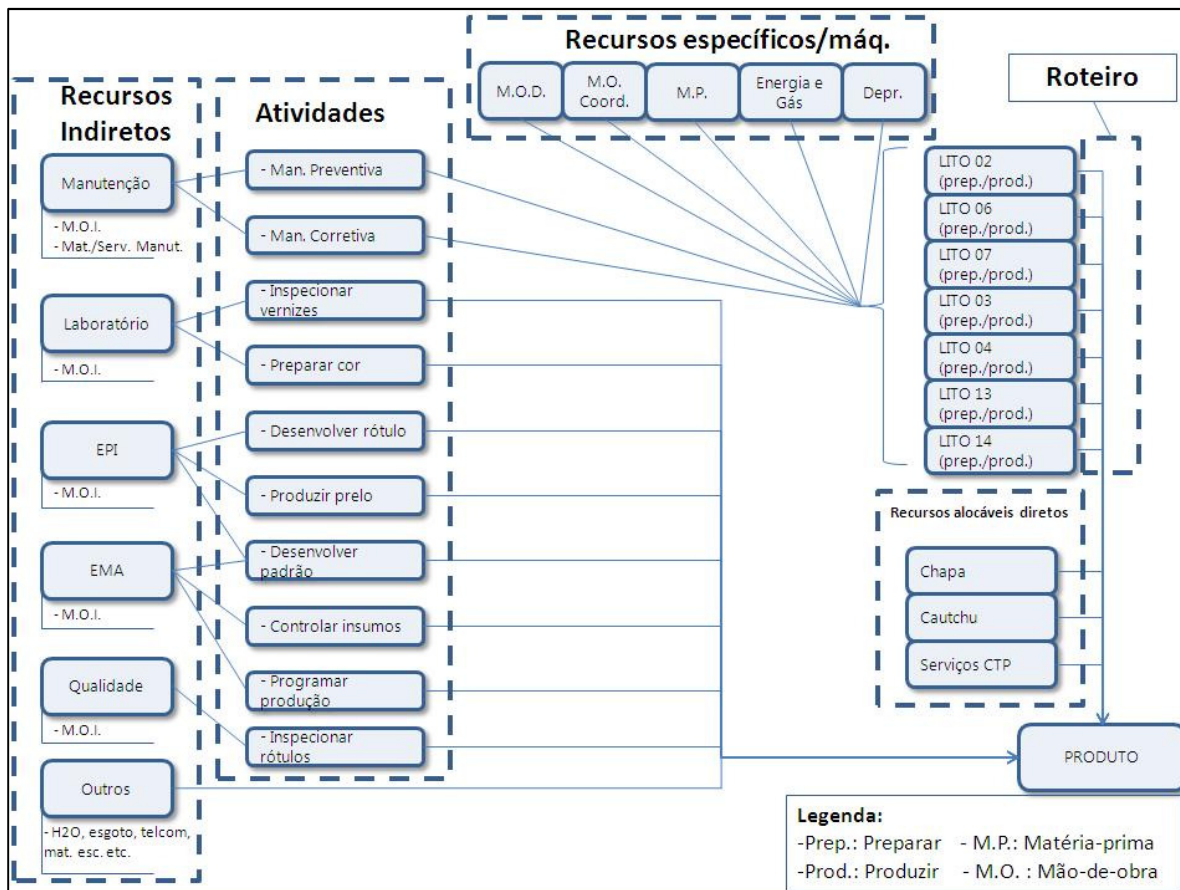 Recursos
Indiretos
Manutenção
- M.O.I.
- Mat./Serv. Manut.
Laboratório
- M.O.I.
EPI
- M.O.I.
EMA
- M.O.I.
Qualidade
- M.O.I.
Outros
- H2O, esgoto, telcom,
mat. esc. etc.
Atividades
- Man. Preventiva
- Man. Corretiva
- Inspecionar
vernizes
- Preparar cor
- Desenvolver rótulo
- Produzir prelo
- Desenvolver
padrão
- Controlar insumos
- Programar
produção
- Inspecionar
rótulos
Recursos específicos/máq.
M.O.D.
M.O.
Coord.
M.P.
Energia e
Gás
Depr.
Roteiro
LITO 02
(prep./prod.)
LITO 06
(prep./prod.)
LITO 07
(prep./prod.)
LITO 03
(prep./prod.)
LITO 04
(prep./prod.)
LITO 13
(prep./prod.)
LITO 14
(prep./prod.)
Recursos alocáveis diretos
Chapa
Cautchu
Serviços CTP
PRODUTO
Legenda:
-Prep.: Preparar - M.P.: Matéria-prima
-Prod.: Produzir - M.O. : Mão-de-obra